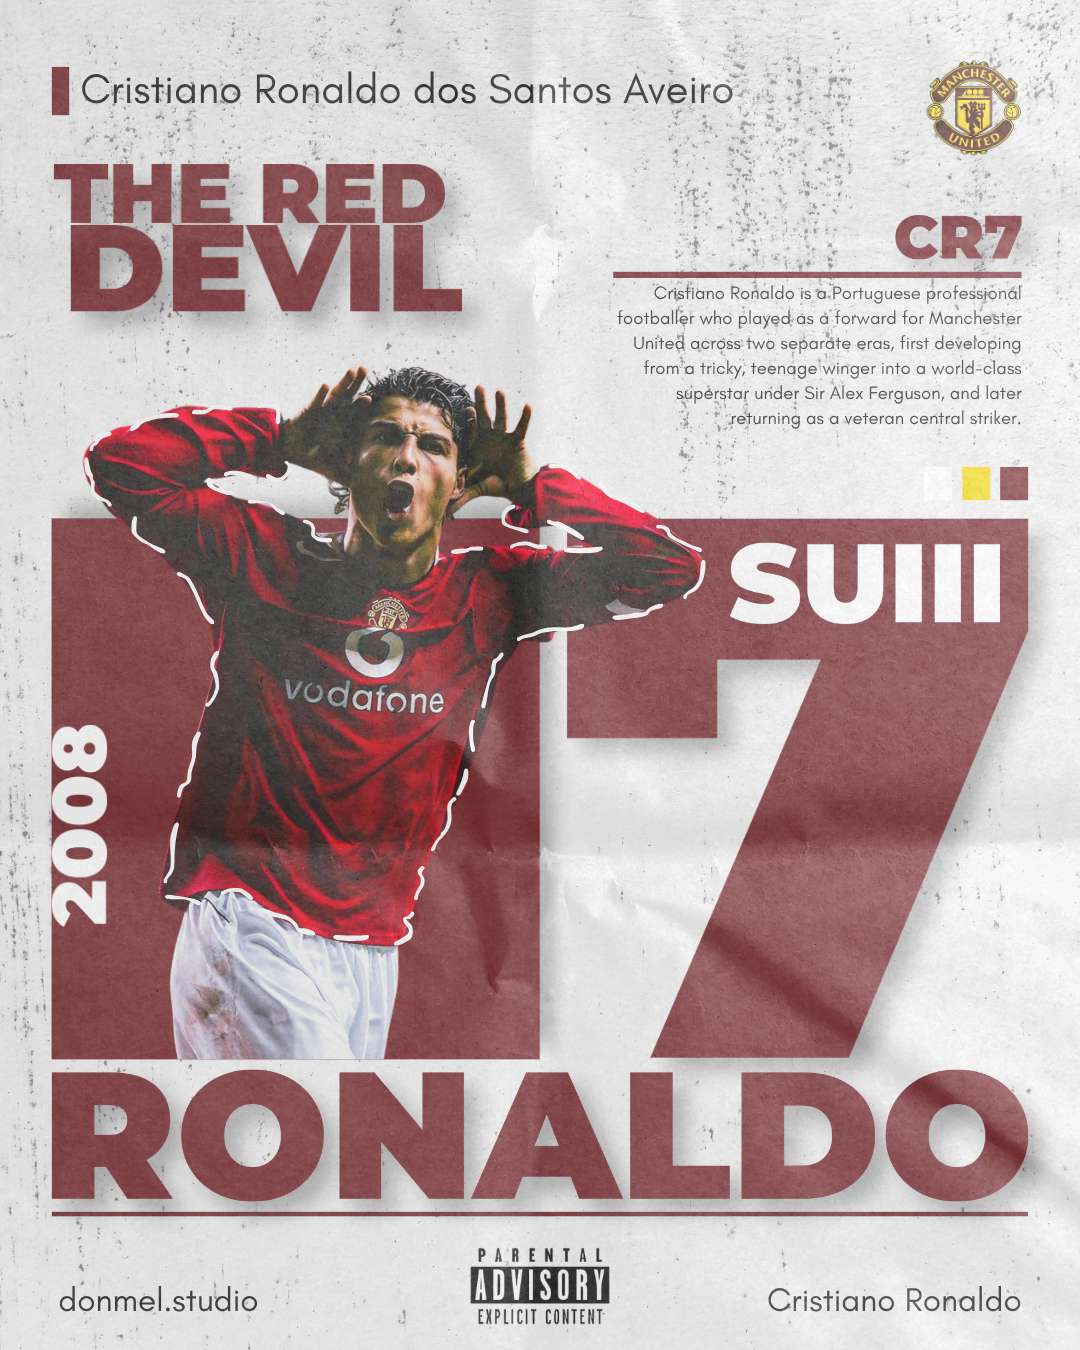 Cristiano Ronaldo dos Santos Aveiro
MANCHESTER
UNITED
THE RED
DEVIL
CR7
Cristiano Ronaldo is a Portuguese professional
footballer who played as a forward for Manchester
United across two separate eras, first developing
from a tricky, teenage winger into a world-class
superstar under Sir Alex Ferguson, and later
returning as a veteran central striker.
SUIII
7
MANCHESTER
UNITED
vodafone
2008
RONALDO
PARENTAL
ADVISORY
EXPLICIT CONTENT
donmel.studio
Cristiano Ronaldo